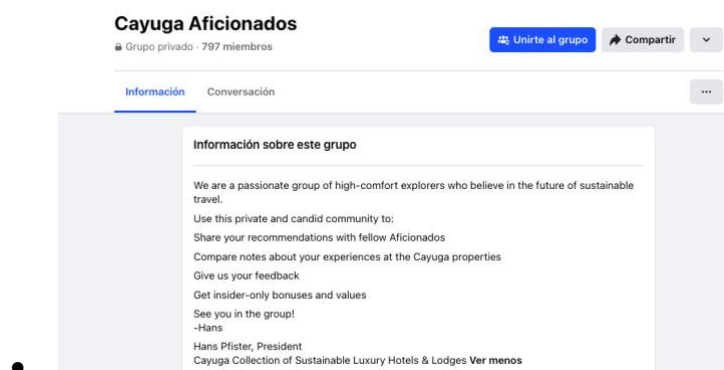 Cayuga Aficionados
Grupo privado · 797 miembros
Unirte al grupo
Compartir
Información
Conversación
Información sobre este grupo
We are a passionate group of high-comfort explorers who believe in the future of sustainable
travel.
Use this private and candid community to:
Share your recommendations with fellow Aficionados
Compare notes about your experiences at the Cayuga properties
Give us your feedback
Get insider-only bonuses and values
See you in the group!
-Hans
Hans Pfister, President
Cayuga Collection of Sustainable Luxury Hotels & Lodges Ver menos